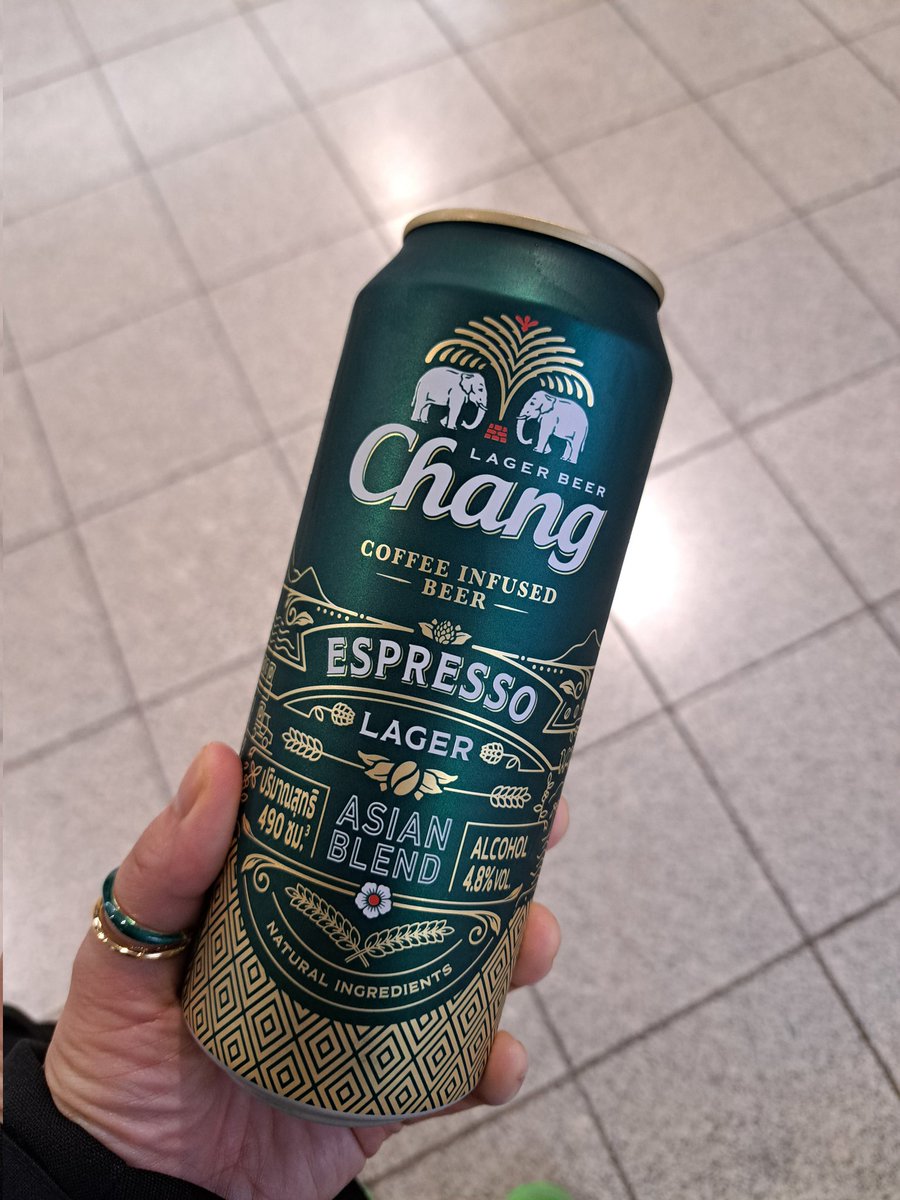 LAGER BEER
Chang
COFFEE INFUSED
BEER
ESPRESSO
LAGER
ปริมาณสุทธิ
490 ซม.³
ASIAN
BLEND
ALCOHOL
4.8% VOL.
NATURAL INGREDIENTS